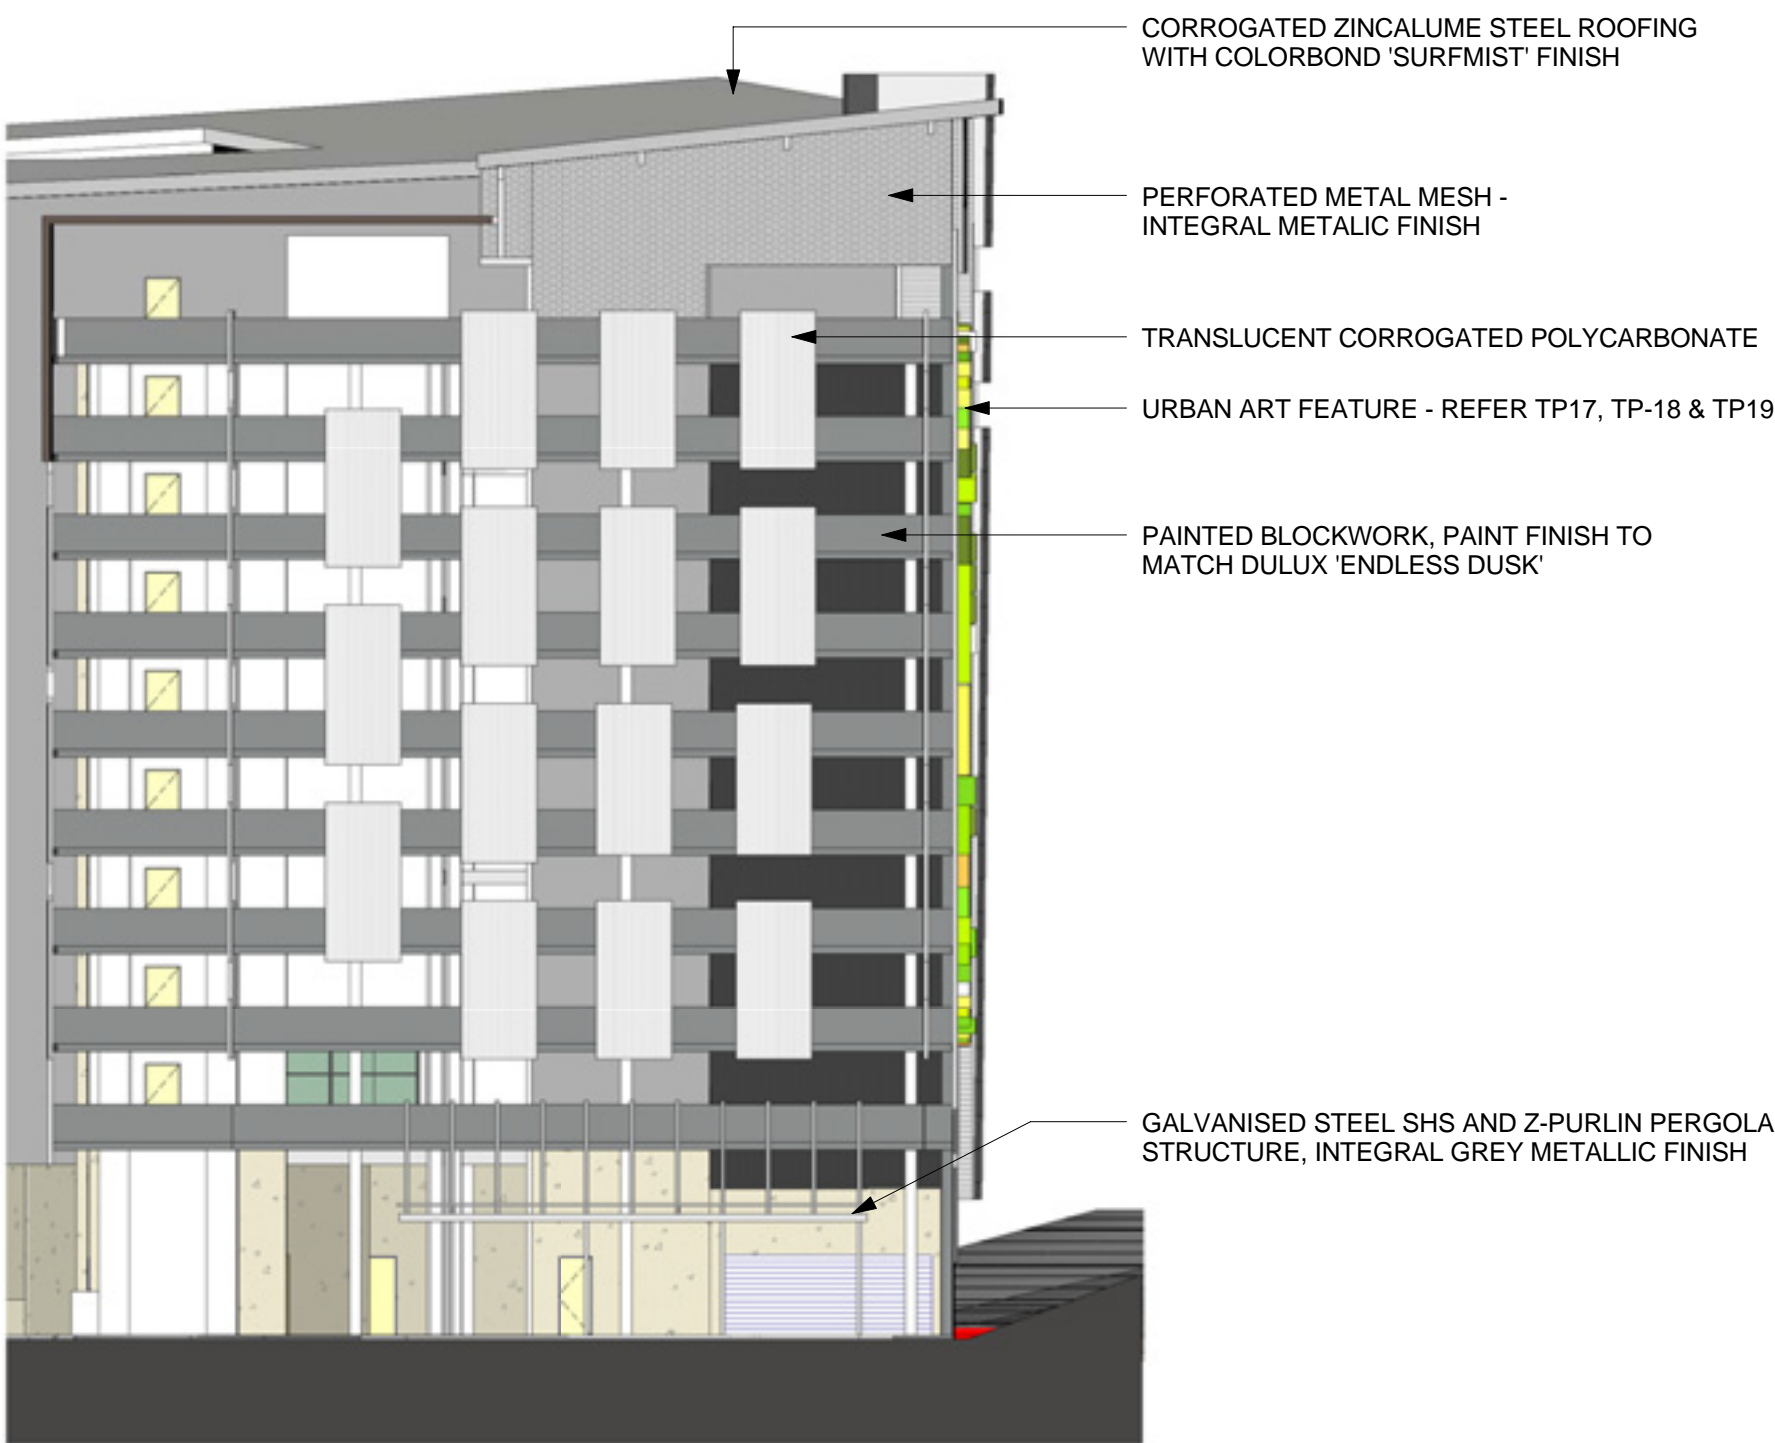 CORROGATED ZINCALUME STEEL ROOFING
WITH COLORBOND 'SURFMIST' FINISH
PERFORATED METAL MESH -
INTEGRAL METALIC FINISH
TRANSLUCENT CORROGATED POLYCARBONATE
URBAN ART FEATURE - REFER TP17, TP-18 & TP19
PAINTED BLOCKWORK, PAINT FINISH TO
MATCH DULUX 'ENDLESS DUSK'
GALVANISED STEEL SHS AND Z-PURLIN PERGOLA
STRUCTURE, INTEGRAL GREY METALLIC FINISH